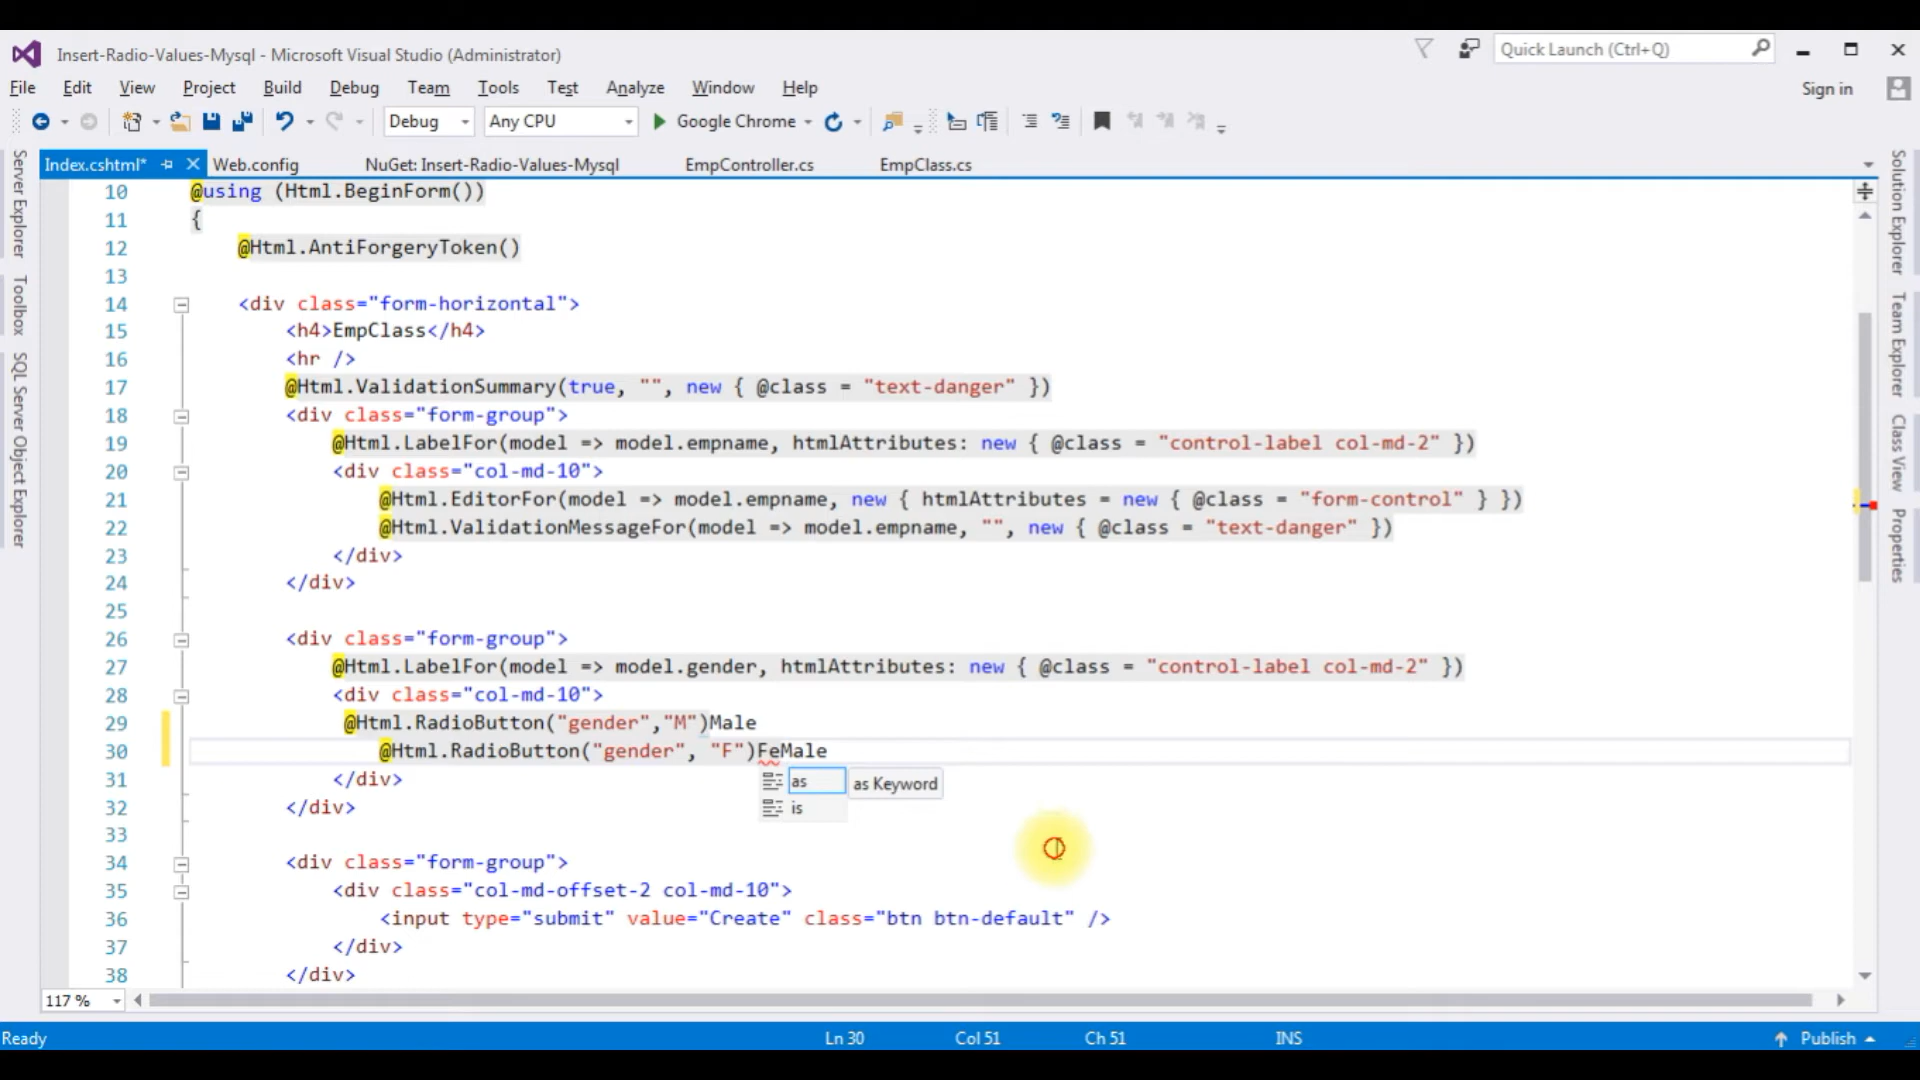 Insert-Radio-Values-Mysql - Microsoft Visual Studio (Administrator)
Quick Launch (Ctrl+Q)
File Edit View Project Build Debug Team Tools Test Analyze Window Help
Sign in
Debug Any CPU Google Chrome
Index.cshtml* Web.config NuGet: Insert-Radio-Values-Mysql EmpController.cs EmpClass.cs
Server Explorer
Toolbox
SQL Server Object Explorer
10 @using (Html.BeginForm())
11 {
12 @Html.AntiForgeryToken()
13
14 <div class="form-horizontal">
15 <h4>EmpClass</h4>
16 <hr />
17 @Html.ValidationSummary(true, "", new { @class = "text-danger" })
18 <div class="form-group">
19 @Html.LabelFor(model => model.empname, htmlAttributes: new { @class = "control-label col-md-2" })
20 <div class="col-md-10">
21 @Html.EditorFor(model => model.empname, new { htmlAttributes = new { @class = "form-control" } })
22 @Html.ValidationMessageFor(model => model.empname, "", new { @class = "text-danger" })
23 </div>
24 </div>
25
26 <div class="form-group">
27 @Html.LabelFor(model => model.gender, htmlAttributes: new { @class = "control-label col-md-2" })
28 <div class="col-md-10">
29 @Html.RadioButton("gender","M")Male
30 @Html.RadioButton("gender", "F")FeMale
31 </div>
as as Keyword
32 </div>
is
33
34 <div class="form-group">
35 <div class="col-md-offset-2 col-md-10">
36 <input type="submit" value="Create" class="btn btn-default" />
37 </div>
38 </div>
Solution Explorer
Team Explorer
Class View
Properties
117 %
Ready Ln 30 Col 51 Ch 51 INS Publish